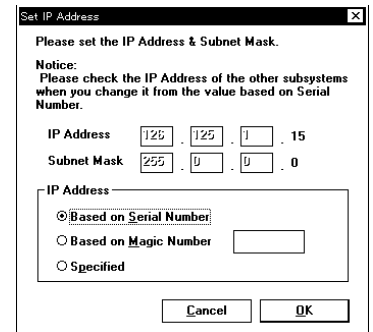 Set IP Address
Please set the IP Address & Subnet Mask.
Notice:
Please check the IP Address of the other subsystems
when you change it from the value based on Serial
Number.
IP Address 126 . 125 . 1 . 15
Subnet Mask 255 . 0 . 0 . 0
IP Address
Based on Serial Number
Based on Magic Number
Specified
Cancel OK